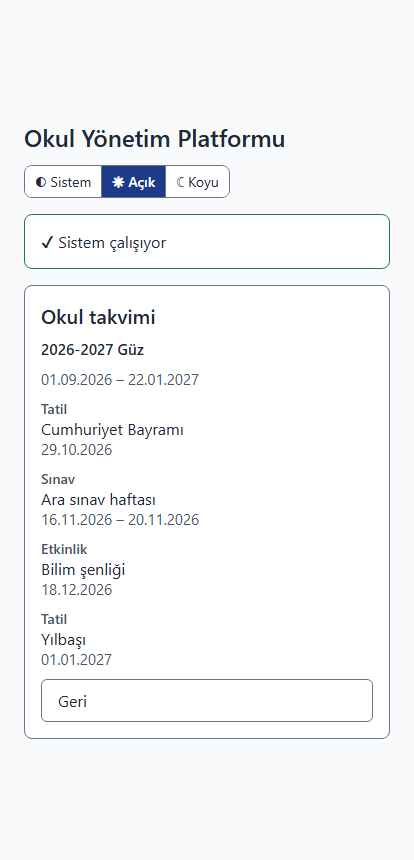 Okul Yönetim Platformu
◐ Sistem ✸ Açık ☾ Koyu
✔ Sistem çalışıyor
Okul takvimi
2026-2027 Güz
01.09.2026 – 22.01.2027
Tatil
Cumhuriyet Bayramı
29.10.2026
Sınav
Ara sınav haftası
16.11.2026 – 20.11.2026
Etkinlik
Bilim şenliği
18.12.2026
Tatil
Yılbaşı
01.01.2027
Geri